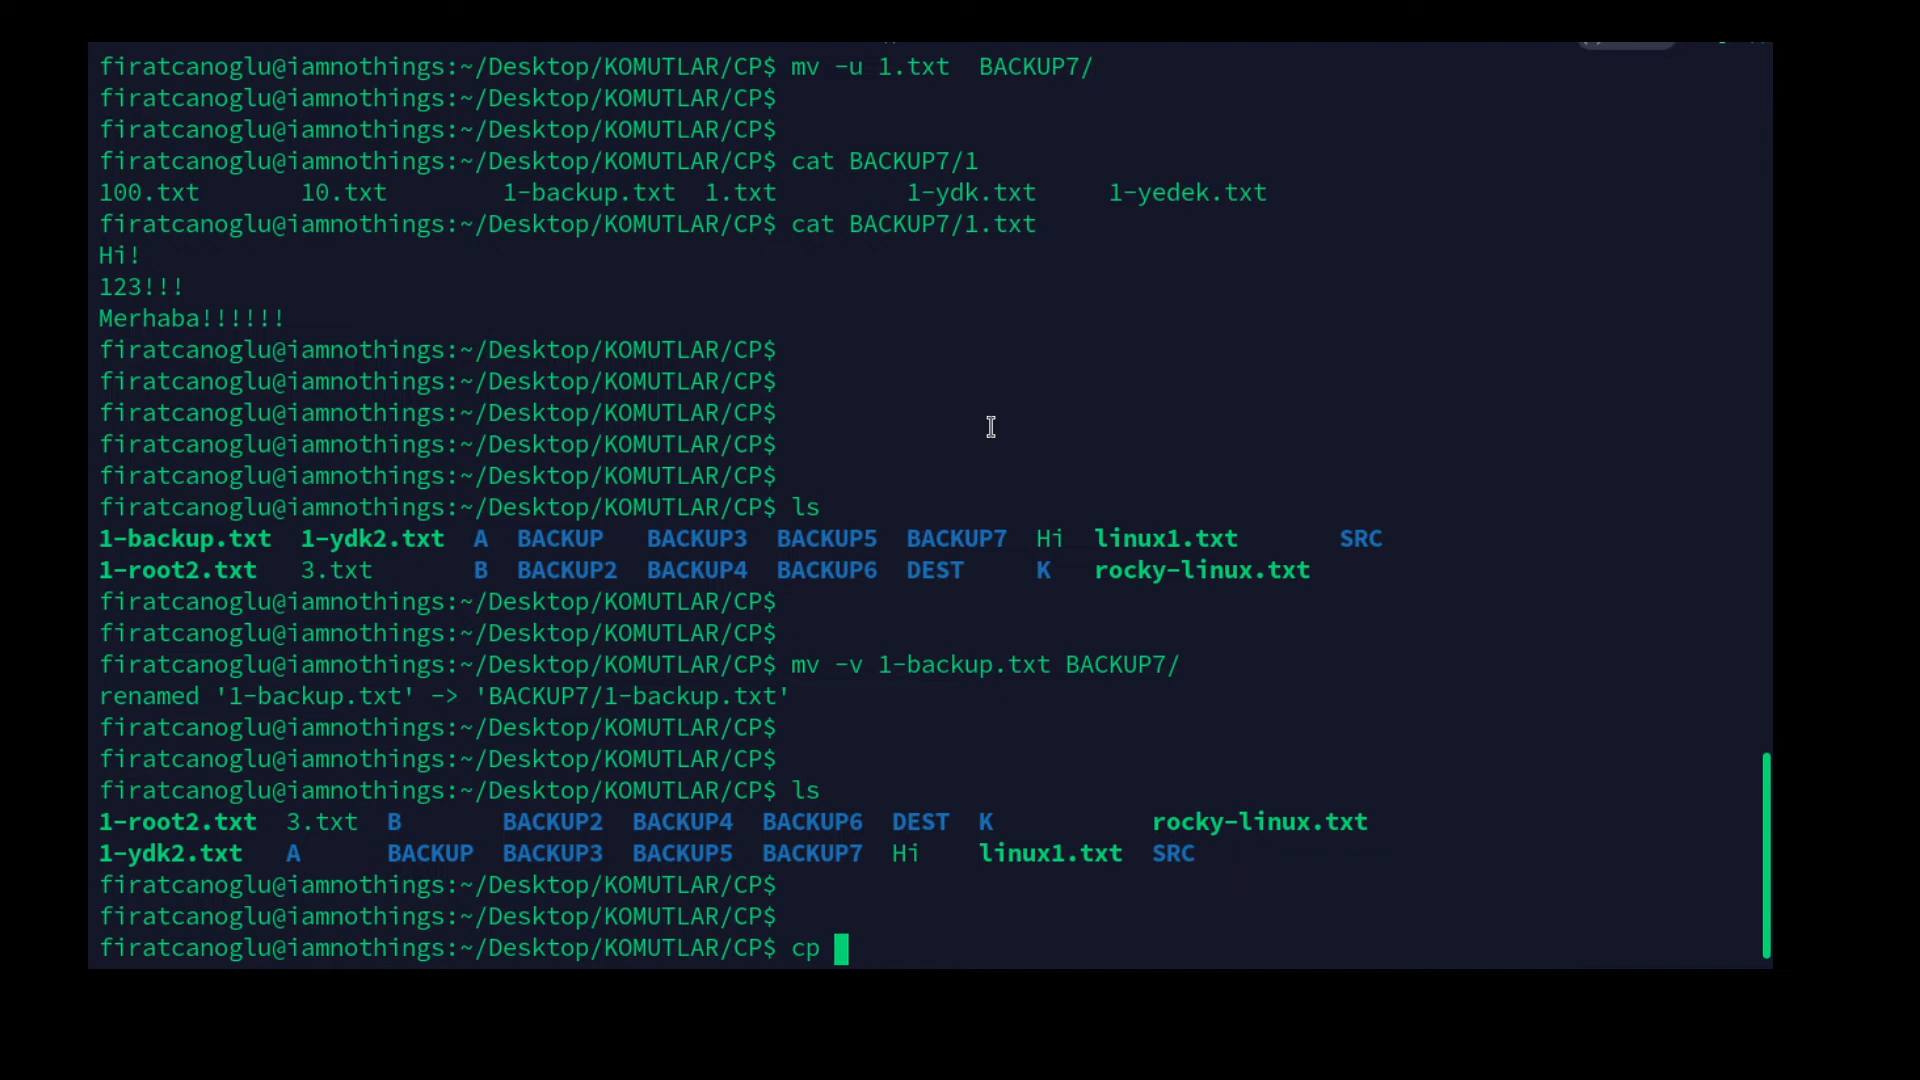 firatcanoglu@iamnothings:~/Desktop/KOMUTLAR/CP$ mv -u 1.txt  BACKUP7/
firatcanoglu@iamnothings:~/Desktop/KOMUTLAR/CP$
firatcanoglu@iamnothings:~/Desktop/KOMUTLAR/CP$
firatcanoglu@iamnothings:~/Desktop/KOMUTLAR/CP$ cat BACKUP7/1
100.txt       10.txt        1-backup.txt  1.txt         1-ydk.txt     1-yedek.txt
firatcanoglu@iamnothings:~/Desktop/KOMUTLAR/CP$ cat BACKUP7/1.txt
Hi!
123!!!
Merhaba!!!!!!
firatcanoglu@iamnothings:~/Desktop/KOMUTLAR/CP$
firatcanoglu@iamnothings:~/Desktop/KOMUTLAR/CP$
firatcanoglu@iamnothings:~/Desktop/KOMUTLAR/CP$
firatcanoglu@iamnothings:~/Desktop/KOMUTLAR/CP$
firatcanoglu@iamnothings:~/Desktop/KOMUTLAR/CP$
firatcanoglu@iamnothings:~/Desktop/KOMUTLAR/CP$ ls
1-backup.txt  1-ydk2.txt  A  BACKUP   BACKUP3  BACKUP5  BACKUP7  Hi  linux1.txt       SRC
1-root2.txt   3.txt       B  BACKUP2  BACKUP4  BACKUP6  DEST     K   rocky-linux.txt
firatcanoglu@iamnothings:~/Desktop/KOMUTLAR/CP$
firatcanoglu@iamnothings:~/Desktop/KOMUTLAR/CP$
firatcanoglu@iamnothings:~/Desktop/KOMUTLAR/CP$ mv -v 1-backup.txt BACKUP7/
renamed '1-backup.txt' -> 'BACKUP7/1-backup.txt'
firatcanoglu@iamnothings:~/Desktop/KOMUTLAR/CP$
firatcanoglu@iamnothings:~/Desktop/KOMUTLAR/CP$
firatcanoglu@iamnothings:~/Desktop/KOMUTLAR/CP$ ls
1-root2.txt  3.txt  B       BACKUP2  BACKUP4  BACKUP6  DEST  K           rocky-linux.txt
1-ydk2.txt   A      BACKUP  BACKUP3  BACKUP5  BACKUP7  Hi    linux1.txt  SRC
firatcanoglu@iamnothings:~/Desktop/KOMUTLAR/CP$
firatcanoglu@iamnothings:~/Desktop/KOMUTLAR/CP$
firatcanoglu@iamnothings:~/Desktop/KOMUTLAR/CP$ cp